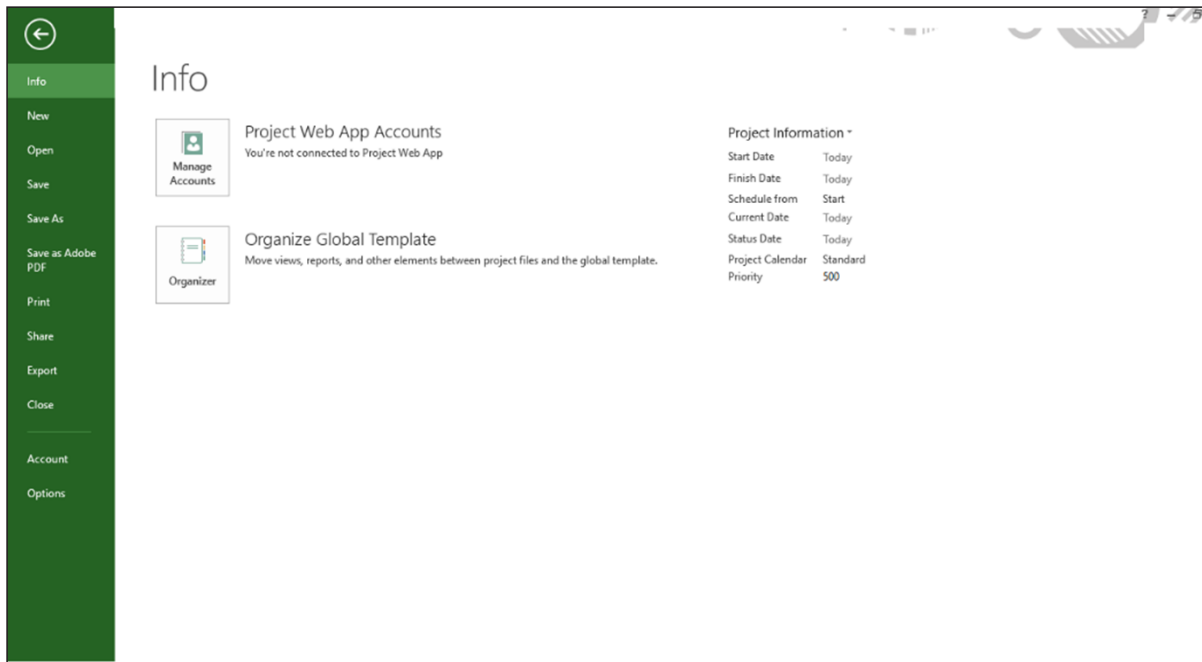 ?
Info
New
Open
Save
Save As
Save as Adobe
PDF
Print
Share
Export
Close
Account
Options
Info
Manage
Accounts
Project Web App Accounts
You're not connected to Project Web App
Organizer
Organize Global Template
Move views, reports, and other elements between project files and the global template.
Project Information
Start Date Today
Finish Date Today
Schedule from Start
Current Date Today
Status Date Today
Project Calendar Standard
Priority 500